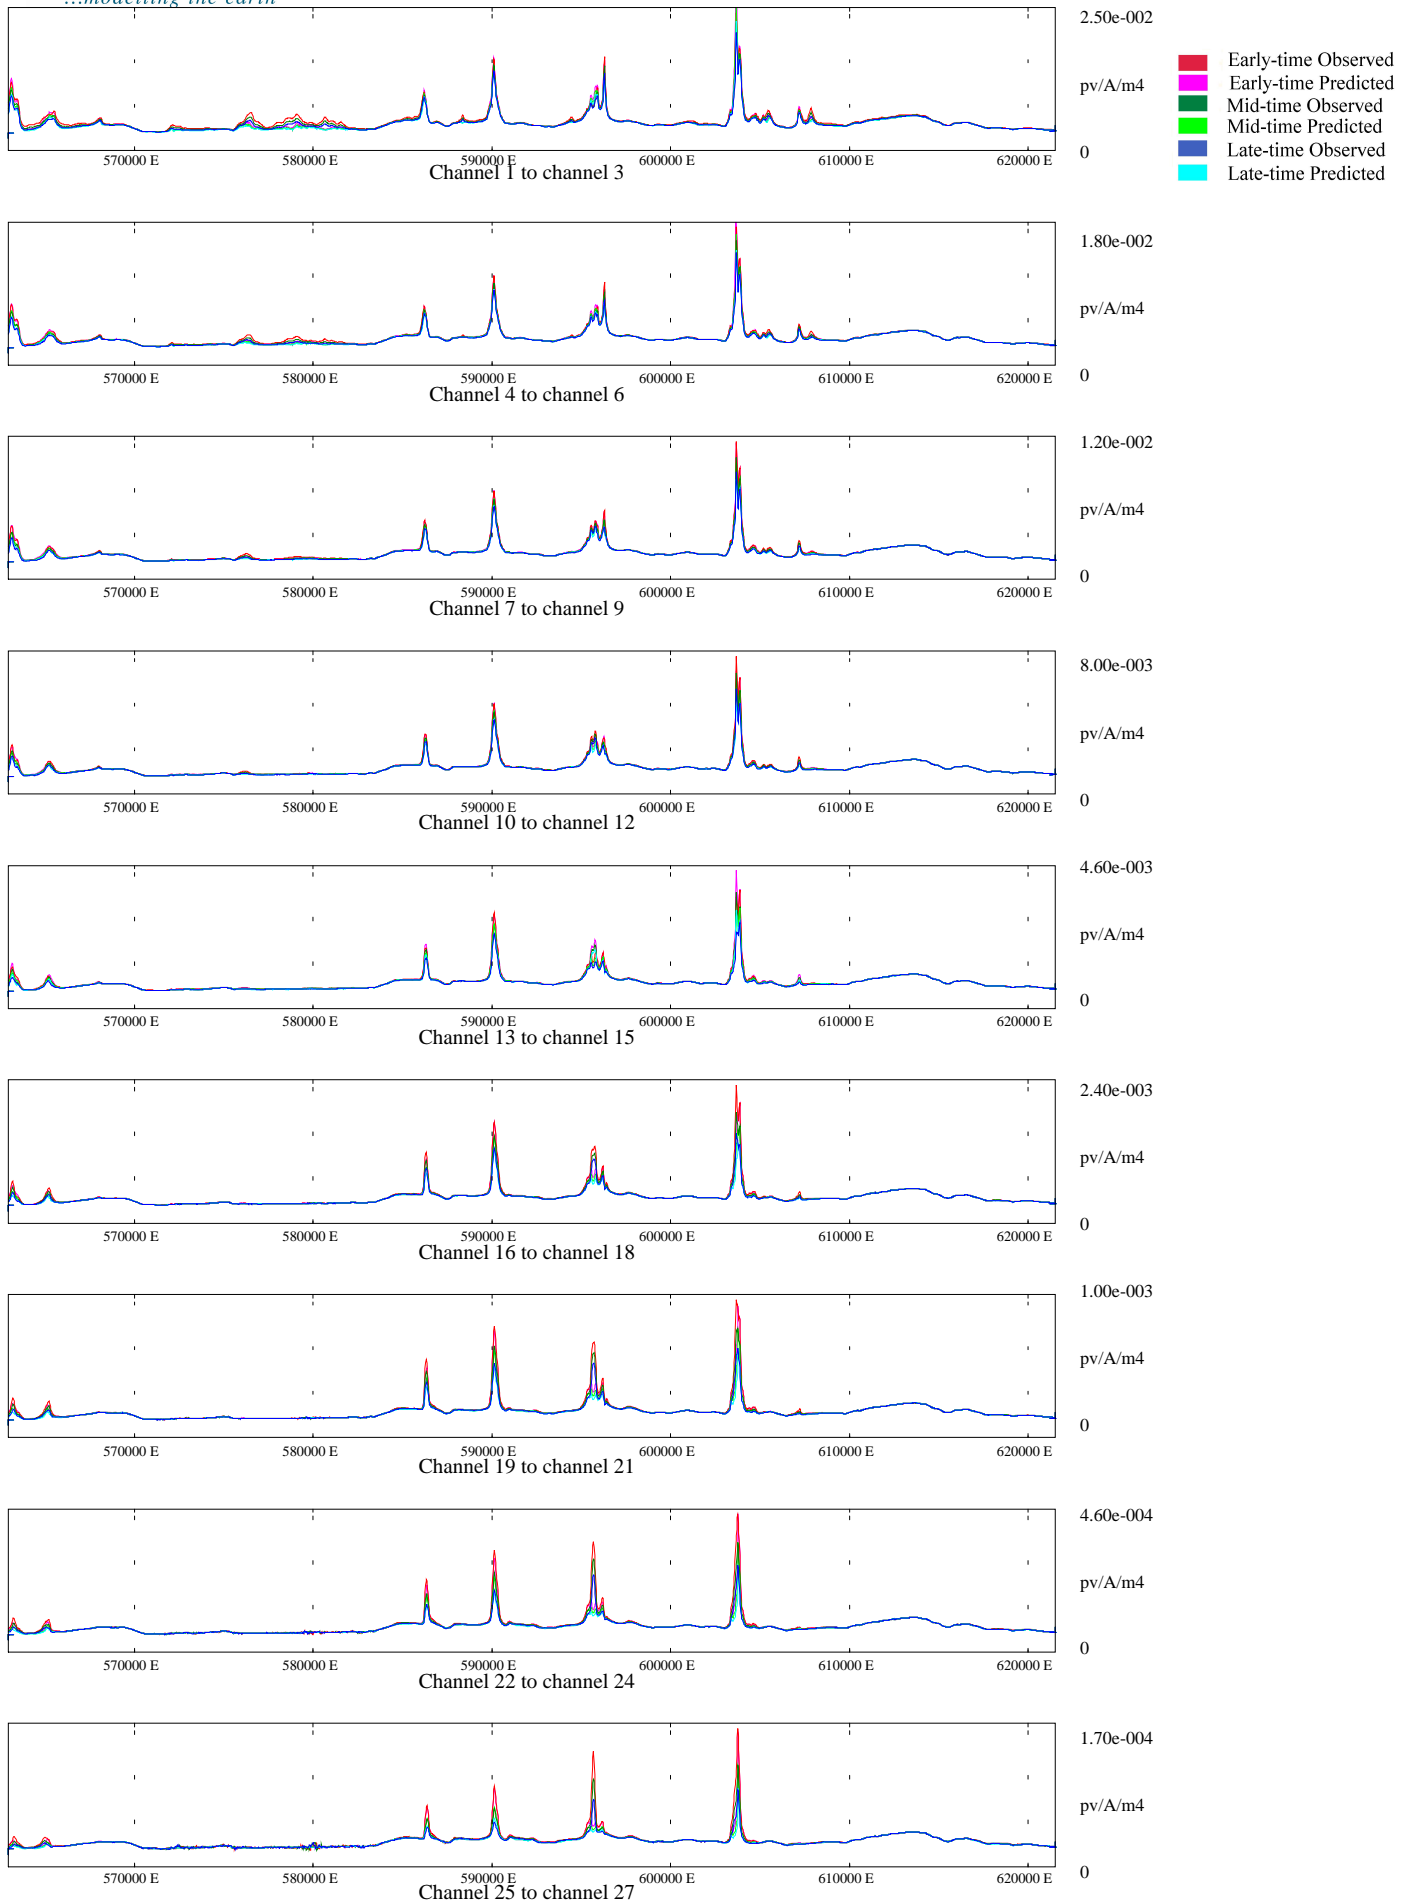 ...modelling the earth
2.50e-002
pv/A/m4
0
Early-time Observed
Early-time Predicted
Mid-time Observed
Mid-time Predicted
Late-time Observed
Late-time Predicted
570000 E 580000 E 590000 E 600000 E 610000 E 620000 E
Channel 1 to channel 3
1.80e-002
pv/A/m4
0
570000 E 580000 E 590000 E 600000 E 610000 E 620000 E
Channel 4 to channel 6
1.20e-002
pv/A/m4
0
570000 E 580000 E 590000 E 600000 E 610000 E 620000 E
Channel 7 to channel 9
8.00e-003
pv/A/m4
0
570000 E 580000 E 590000 E 600000 E 610000 E 620000 E
Channel 10 to channel 12
4.60e-003
pv/A/m4
0
570000 E 580000 E 590000 E 600000 E 610000 E 620000 E
Channel 13 to channel 15
2.40e-003
pv/A/m4
0
570000 E 580000 E 590000 E 600000 E 610000 E 620000 E
Channel 16 to channel 18
1.00e-003
pv/A/m4
0
570000 E 580000 E 590000 E 600000 E 610000 E 620000 E
Channel 19 to channel 21
4.60e-004
pv/A/m4
0
570000 E 580000 E 590000 E 600000 E 610000 E 620000 E
Channel 22 to channel 24
1.70e-004
pv/A/m4
0
570000 E 580000 E 590000 E 600000 E 610000 E 620000 E
Channel 25 to channel 27